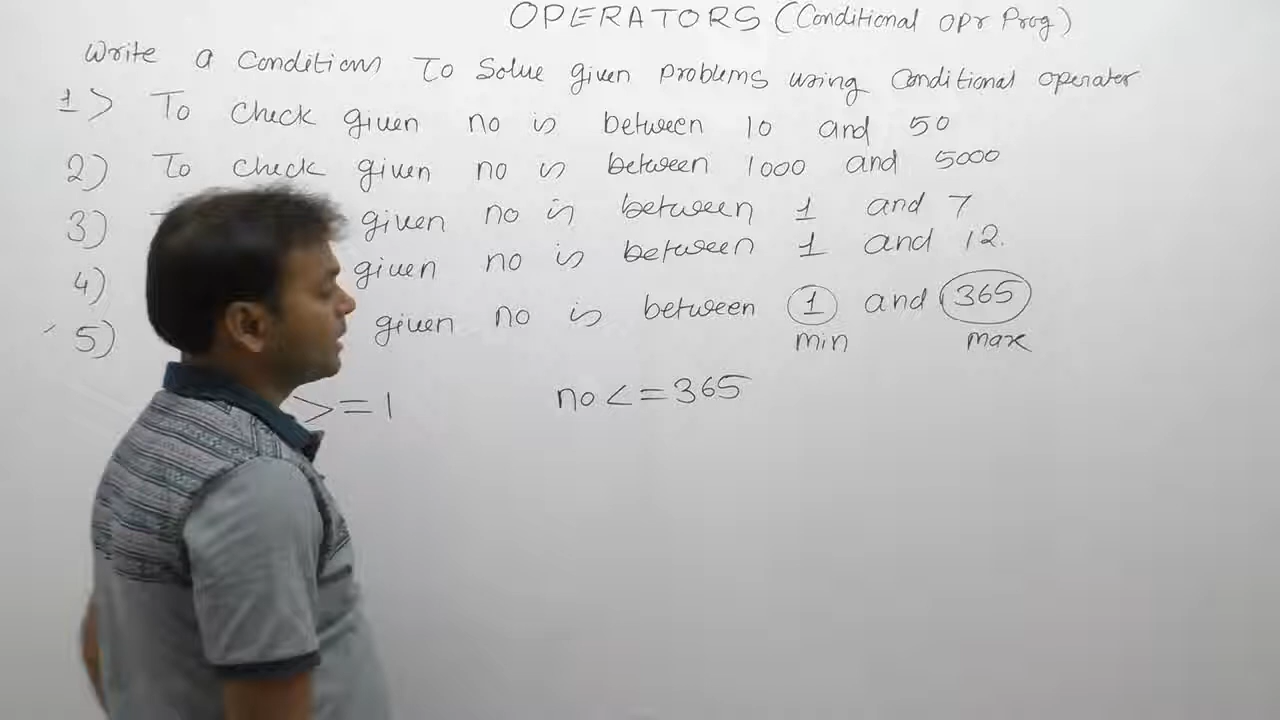 OPERATORS (Conditional Opr Prog)
Write a Condition To Solve given Problems using Conditional operator
1> To Check given no is between 10 and 50
2) To Check given no is between 1000 and 5000
3) given no is between 1 and 7
4) given no is between 1 and 12.
5) given no is between 1 and 365
min max
>=1 no <= 365